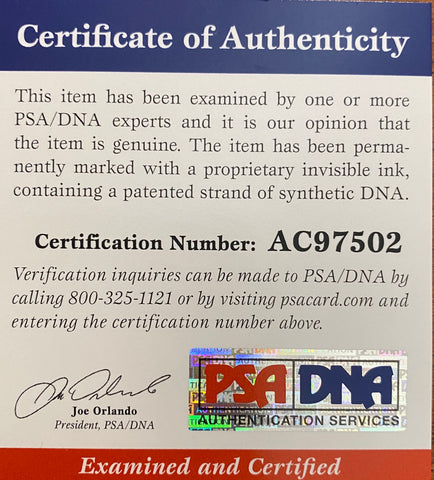 Certificate of Authenticity
This item has been examined by one or more
PSA/DNA experts and it is our opinion that
the item is genuine. The item has been perma-
nently marked with a proprietary invisible ink,
containing a patented strand of synthetic DNA.
Certification Number: AC97502
Verification inquiries can be made to PSA/DNA by
calling 800-325-1121 or by visiting psacard.com and
entering the certification number above.
Joe Orlando
President, PSA/DNA
PSA DNA
AUTHENTICATION SERVICES
Examined and Certified